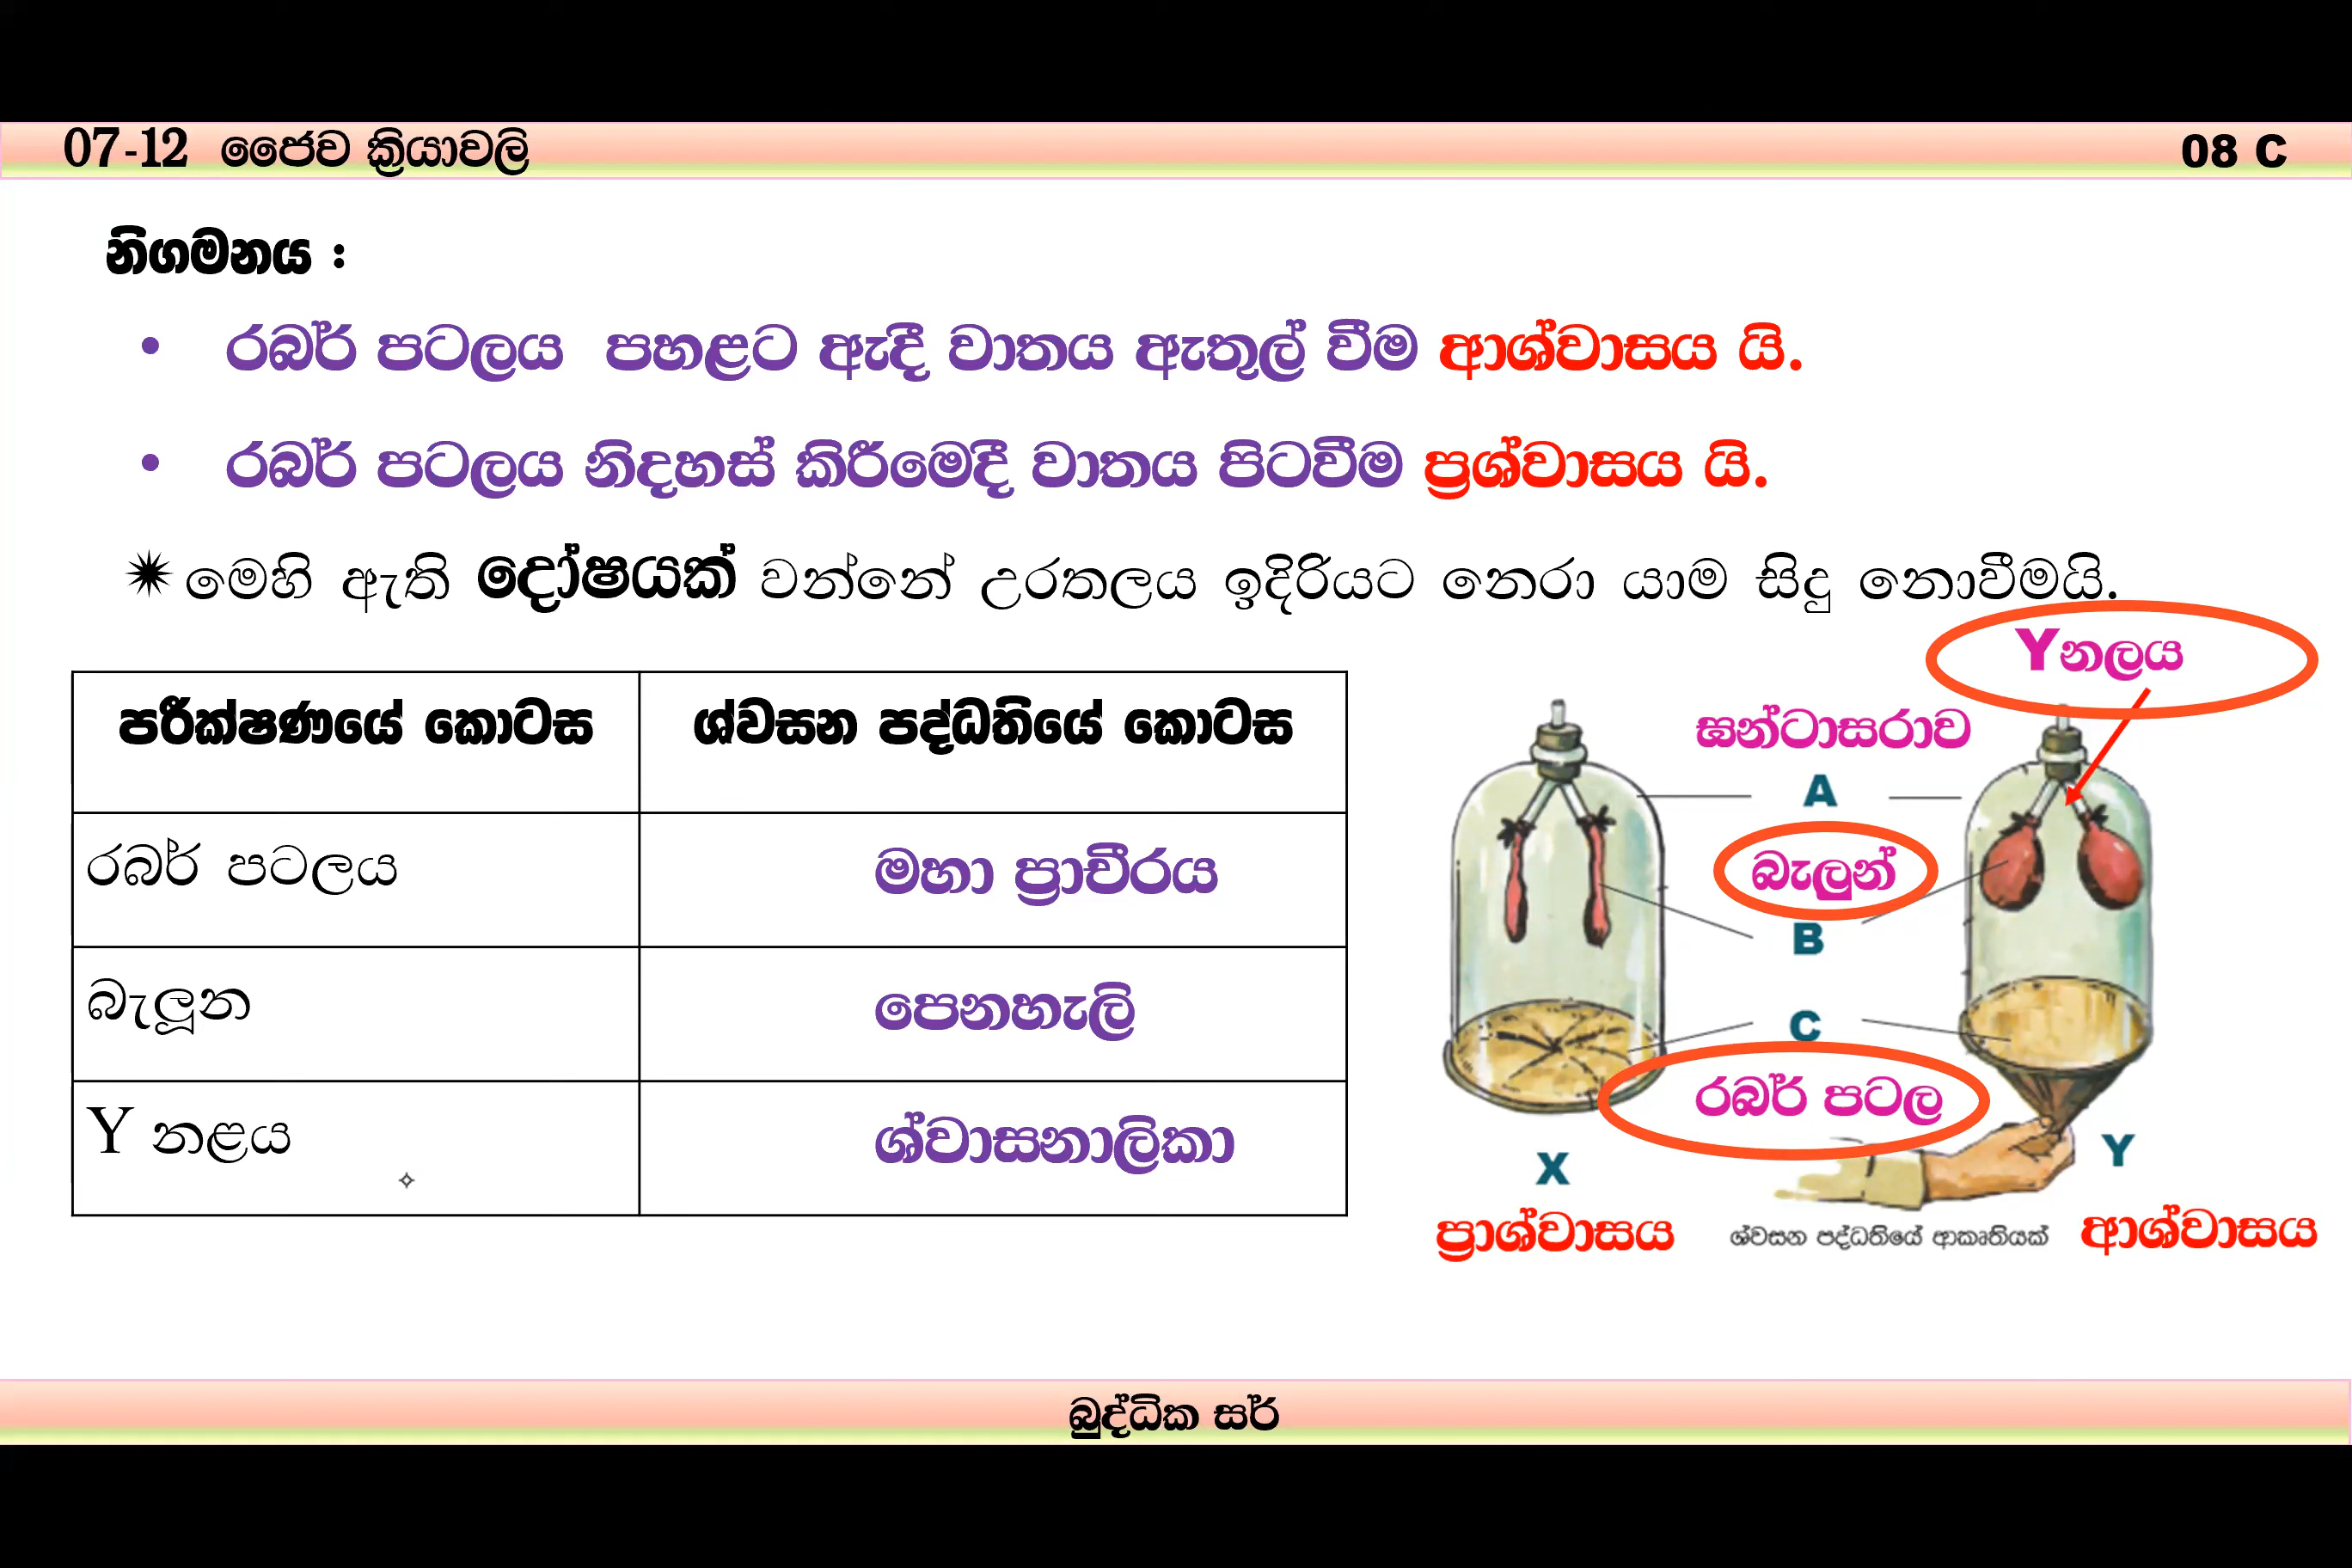 07-12 ජෛව ක්‍රියාවලි
08 C
නිගමනය :
• රබර් පටලය පහළට ඇදී වාතය ඇතුල් වීම ආශ්වාසය යි.
• රබර් පටලය නිදහස් කිරීමෙදී වාතය පිටවීම ප්‍රශ්වාසය යි.
මෙහි ඇති දෝෂයක් වන්නේ උරතලය ඉදිරියට නෙරා යාම සිදු නොවීමයි.
පරීක්ෂණයේ කොටස ශ්වසන පද්ධතියේ කොටස
රබර් පටලය මහා ප්‍රාචීරය
බැලූන පෙනහැලි
Y නළය ශ්වාසනාලිකා
Yනලය
ඝන්ටාසරාව
A
බැලුන්
B
C
රබර් පටල
X
Y
ප්‍රාශ්වාසය
ශ්වසන පද්ධතියේ ආකෘතියක්
ආශ්වාසය
බුද්ධික සර්